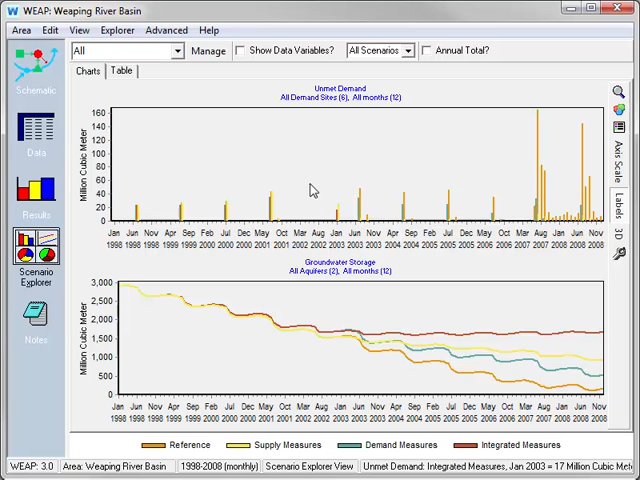 WEAP: Weaping River Basin
Area Edit View Explorer Advanced Help
All Manage Show Data Variables? All Scenarios Annual Total?
Charts Table
Schematic
Data
Results
Scenario
Explorer
Notes
Unmet Demand
All Demand Sites (6), All months (12)
Million Cubic Meter
160
140
120
100
80
60
40
20
0
Jan Jun Nov Apr Sep Feb Jul Dec May Oct Mar Aug Jan Jun Nov Apr Sep Feb Jul Dec May Oct Mar Aug Jan Jun Nov
1998 1998 1998 1999 1999 2000 2000 2000 2001 2001 2002 2002 2003 2003 2003 2004 2004 2005 2005 2005 2006 2006 2007 2007 2008 2008 2008
Groundwater Storage
All Aquifers (2), All months (12)
Million Cubic Meter
3,000
2,500
2,000
1,500
1,000
500
0
Jan Jun Nov Apr Sep Feb Jul Dec May Oct Mar Aug Jan Jun Nov Apr Sep Feb Jul Dec May Oct Mar Aug Jan Jun Nov
1998 1998 1998 1999 1999 2000 2000 2000 2001 2001 2002 2002 2003 2003 2003 2004 2004 2005 2005 2005 2006 2006 2007 2007 2008 2008 2008
Reference Supply Measures Demand Measures Integrated Measures
Axis Scale
Labels
3D
WEAP: 3.0 Area: Weaping River Basin 1998-2008 (monthly) Scenario Explorer View Unmet Demand: Integrated Measures, Jan 2003 = 17 Million Cubic Mete